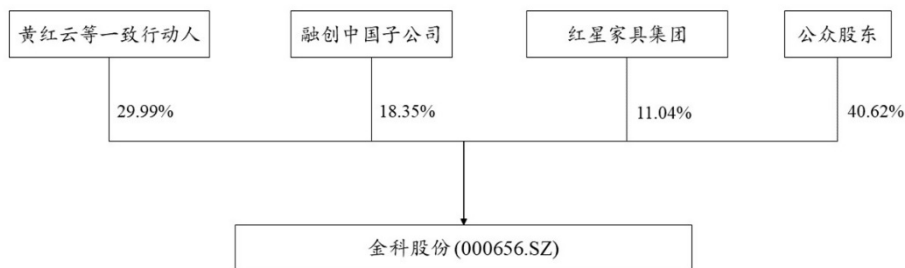 黄红云等一致行动人
融创中国子公司
红星家具集团
公众股东
29.99%
18.35%
11.04%
40.62%
金科股份(000656.SZ)